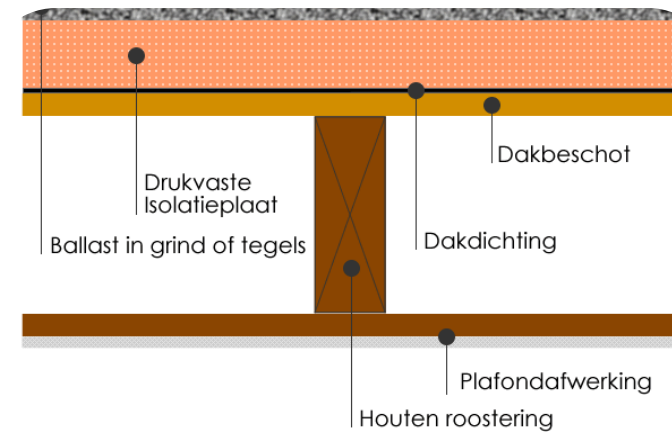 Dakbeschot
Drukvaste
Isolatieplaat
Ballast in grind of tegels
Dakdichting
Plafondafwerking
Houten roostering